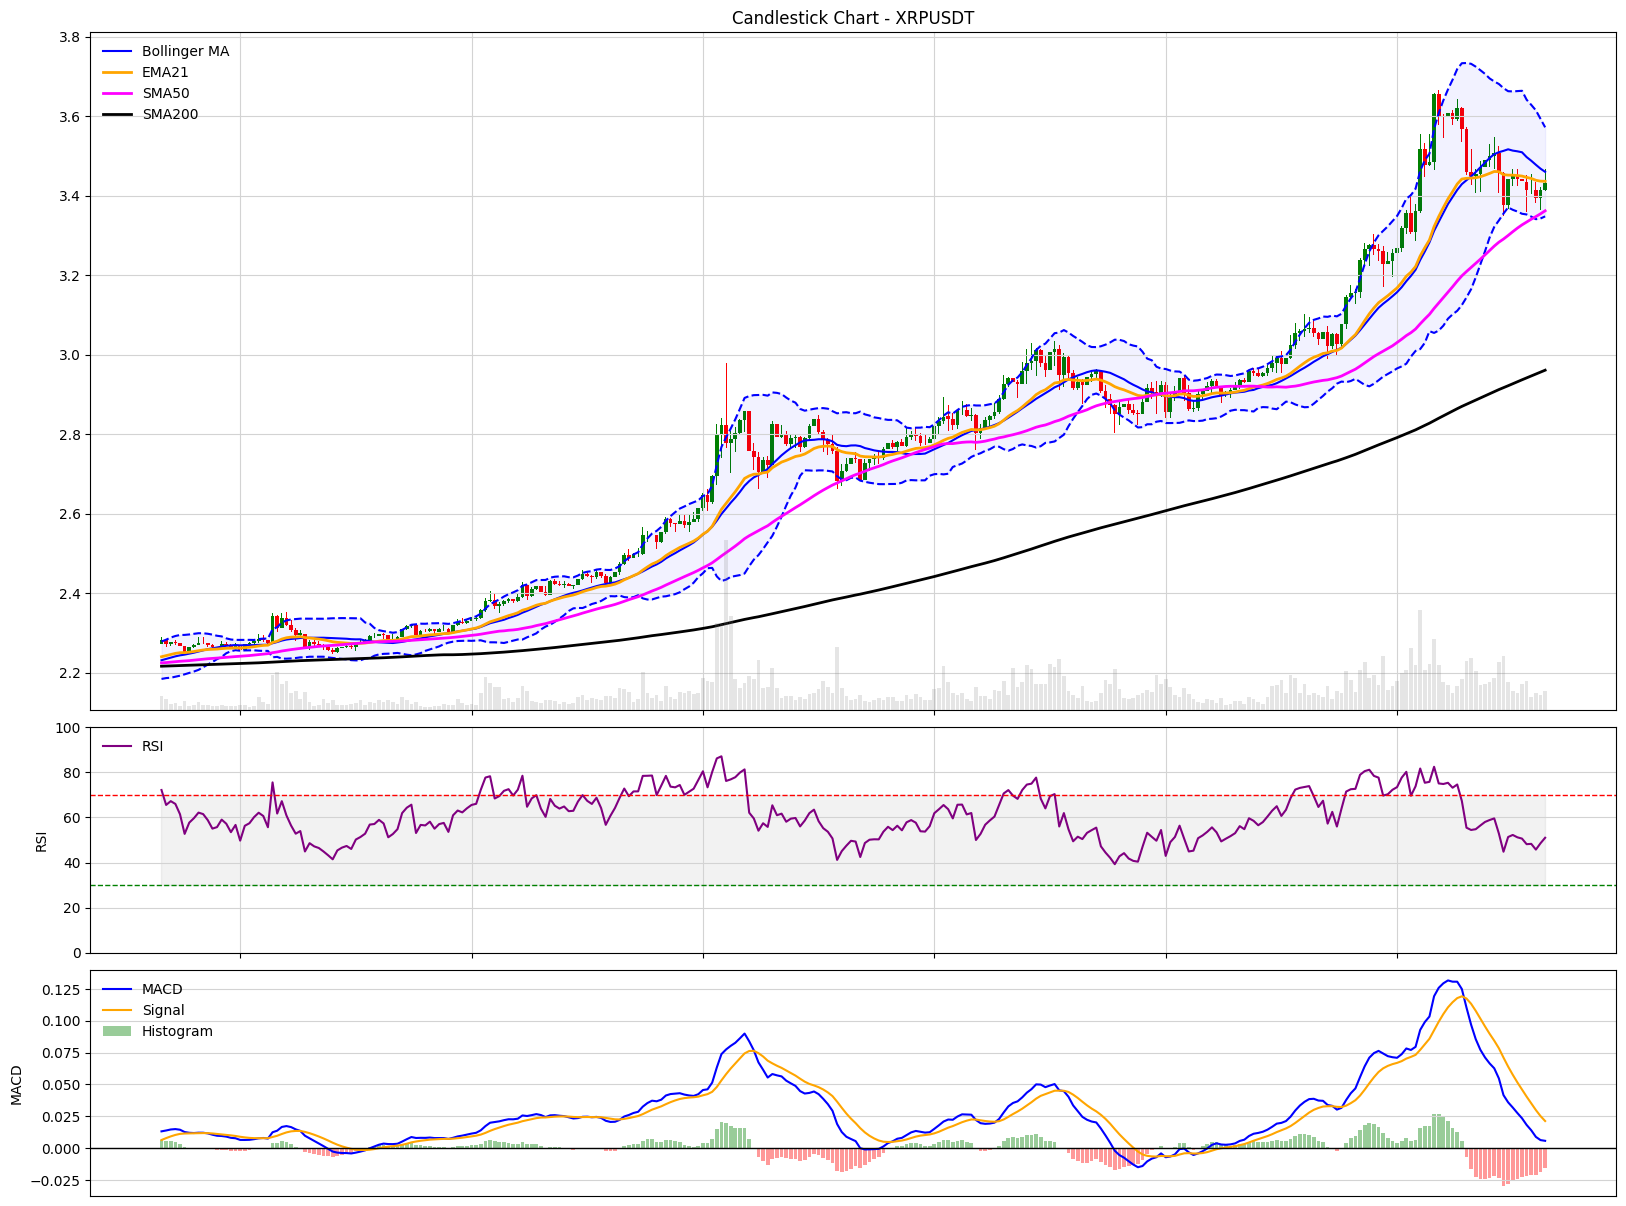 Candlestick Chart - XRPUSDT
3.8
3.6
3.4
3.2
3.0
2.8
2.6
2.4
2.2
Bollinger MA
EMA21
SMA50
SMA200
100
80
60
40
20
0
RSI
RSI
0.125
0.100
0.075
0.050
0.025
0.000
−0.025
MACD
MACD
Signal
Histogram